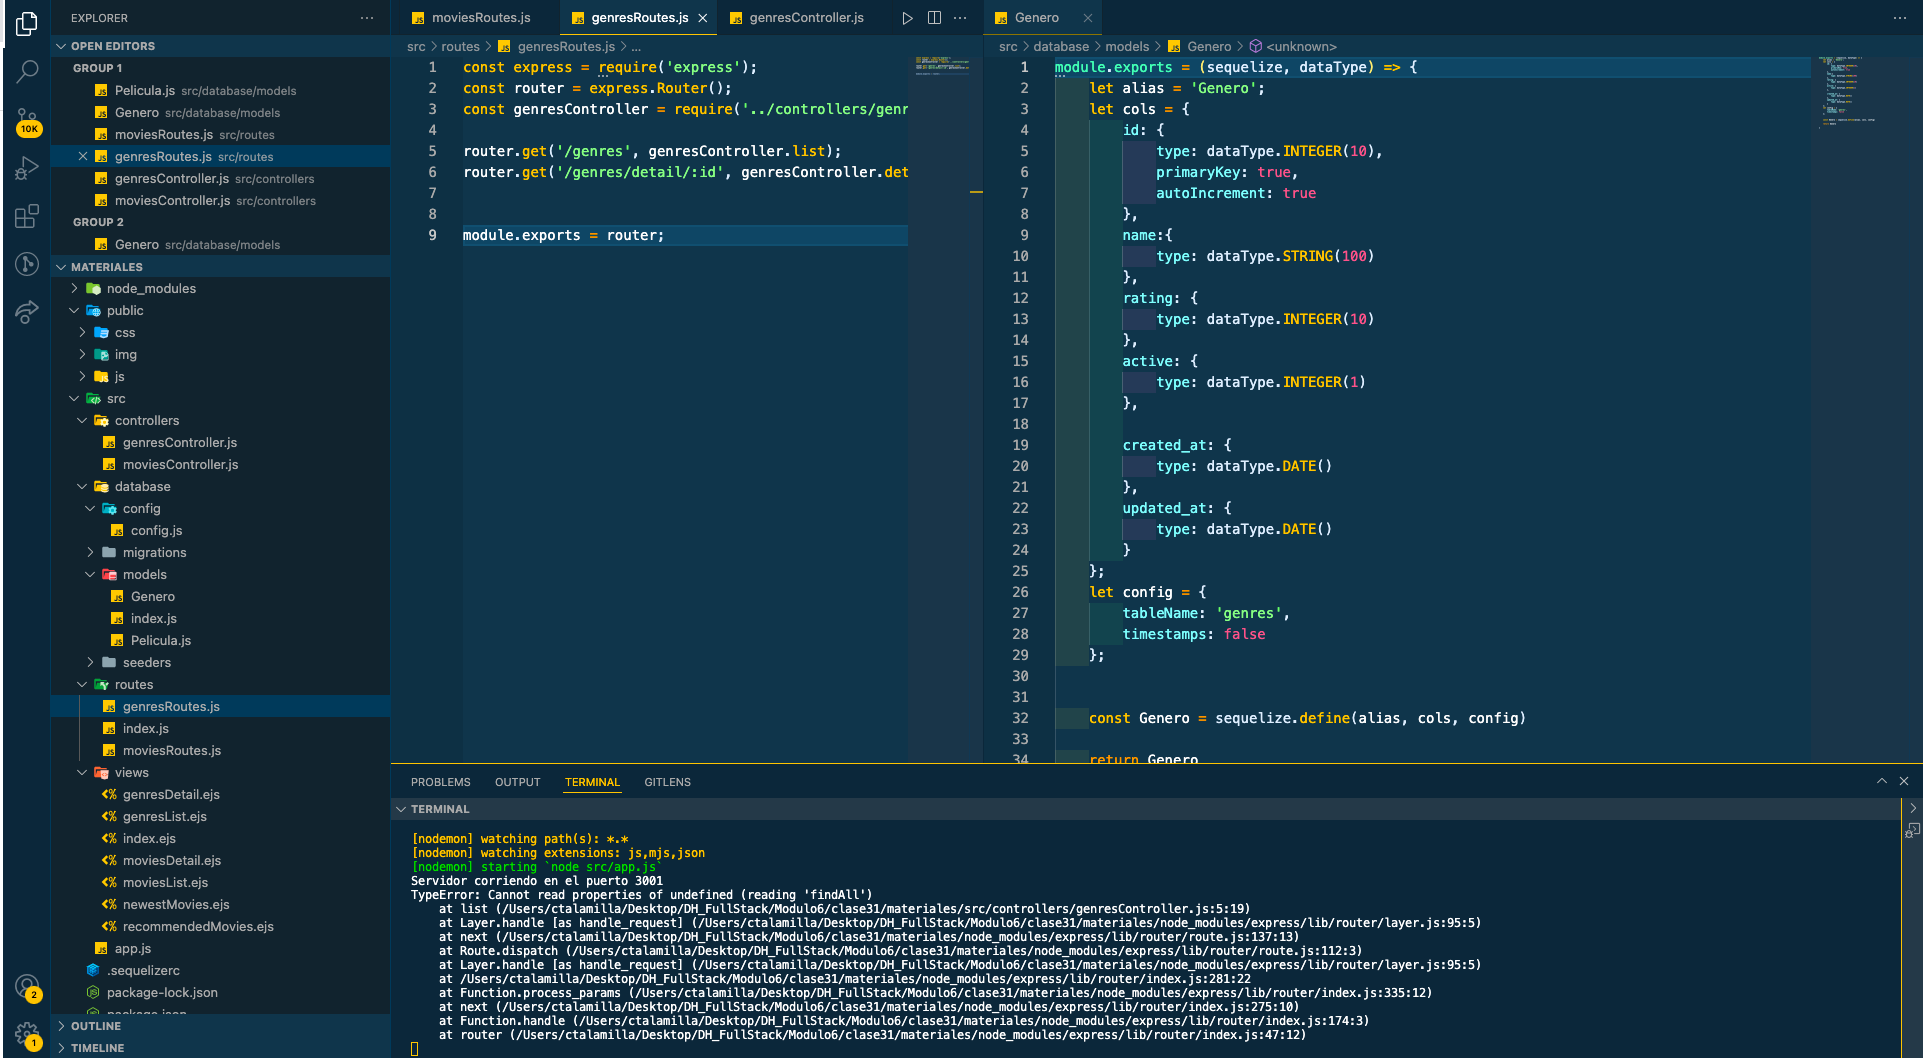 EXPLORER
OPEN EDITORS
GROUP 1
Pelicula.js src/database/models
Genero src/database/models
moviesRoutes.js src/routes
genresRoutes.js src/routes
genresController.js src/controllers
moviesController.js src/controllers
GROUP 2
Genero src/database/models
MATERIALES
node_modules
public
css
img
js
src
controllers
genresController.js
moviesController.js
database
config
config.js
migrations
models
Genero
index.js
Pelicula.js
seeders
routes
genresRoutes.js
index.js
moviesRoutes.js
views
genresDetail.ejs
genresList.ejs
index.ejs
moviesDetail.ejs
moviesList.ejs
newestMovies.ejs
recommendedMovies.ejs
app.js
.sequelizerc
package-lock.json
package.json
OUTLINE
TIMELINE
10K
2
1
moviesRoutes.js
genresRoutes.js
genresController.js
src > routes > genresRoutes.js > ...
1 const express = require('express');
2 const router = express.Router();
3 const genresController = require('../controllers/genr
4
5 router.get('/genres', genresController.list);
6 router.get('/genres/detail/:id', genresController.det
7
8
9 module.exports = router;
Genero
src > database > models > Genero > <unknown>
1 module.exports = (sequelize, dataType) => {
2 let alias = 'Genero';
3 let cols = {
4 id: {
5 type: dataType.INTEGER(10),
6 primaryKey: true,
7 autoIncrement: true
8 },
9 name:{
10 type: dataType.STRING(100)
11 },
12 rating: {
13 type: dataType.INTEGER(10)
14 },
15 active: {
16 type: dataType.INTEGER(1)
17 },
18
19 created_at: {
20 type: dataType.DATE()
21 },
22 updated_at: {
23 type: dataType.DATE()
24 }
25 };
26 let config = {
27 tableName: 'genres',
28 timestamps: false
29 };
30
31
32 const Genero = sequelize.define(alias, cols, config)
33
34 return Genero
PROBLEMS OUTPUT TERMINAL GITLENS
TERMINAL
[nodemon] watching path(s): *.*
[nodemon] watching extensions: js,mjs,json
[nodemon] starting `node src/app.js`
Servidor corriendo en el puerto 3001
TypeError: Cannot read properties of undefined (reading 'findAll')
at list (/Users/ctalamilla/Desktop/DH_FullStack/Modulo6/clase31/materiales/src/controllers/genresController.js:5:19)
at Layer.handle [as handle_request] (/Users/ctalamilla/Desktop/DH_FullStack/Modulo6/clase31/materiales/node_modules/express/lib/router/layer.js:95:5)
at next (/Users/ctalamilla/Desktop/DH_FullStack/Modulo6/clase31/materiales/node_modules/express/lib/router/route.js:137:13)
at Route.dispatch (/Users/ctalamilla/Desktop/DH_FullStack/Modulo6/clase31/materiales/node_modules/express/lib/router/route.js:112:3)
at Layer.handle [as handle_request] (/Users/ctalamilla/Desktop/DH_FullStack/Modulo6/clase31/materiales/node_modules/express/lib/router/layer.js:95:5)
at /Users/ctalamilla/Desktop/DH_FullStack/Modulo6/clase31/materiales/node_modules/express/lib/router/index.js:281:22
at Function.process_params (/Users/ctalamilla/Desktop/DH_FullStack/Modulo6/clase31/materiales/node_modules/express/lib/router/index.js:335:12)
at next (/Users/ctalamilla/Desktop/DH_FullStack/Modulo6/clase31/materiales/node_modules/express/lib/router/index.js:275:10)
at Function.handle (/Users/ctalamilla/Desktop/DH_FullStack/Modulo6/clase31/materiales/node_modules/express/lib/router/index.js:174:3)
at router (/Users/ctalamilla/Desktop/DH_FullStack/Modulo6/clase31/materiales/node_modules/express/lib/router/index.js:47:12)